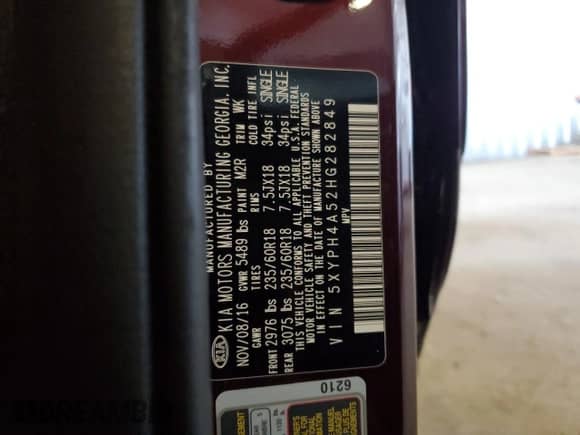 MANUFACTURED BY
KIA KIA MOTORS MANUFACTURING GEORGIA, INC.
NOV/08/16 GVWR 5489 lbs PAINT M2R TRIM WK
GAWR TIRES RIMS COLD TIRE INFL
FRONT 2976 lbs 235/60R18 7.5JX18 34psi SINGLE
REAR 3075 lbs 235/60R18 7.5JX18 34psi SINGLE
THIS VEHICLE CONFORMS TO ALL APPLICABLE U.S.A. FEDERAL
MOTOR VEHICLE SAFETY AND THEFT PREVENTION STANDARDS
IN EFFECT ON THE DATE OF MANUFACTURE SHOWN ABOVE
VIN 5XYPH4A52HG282849
MPV
6210